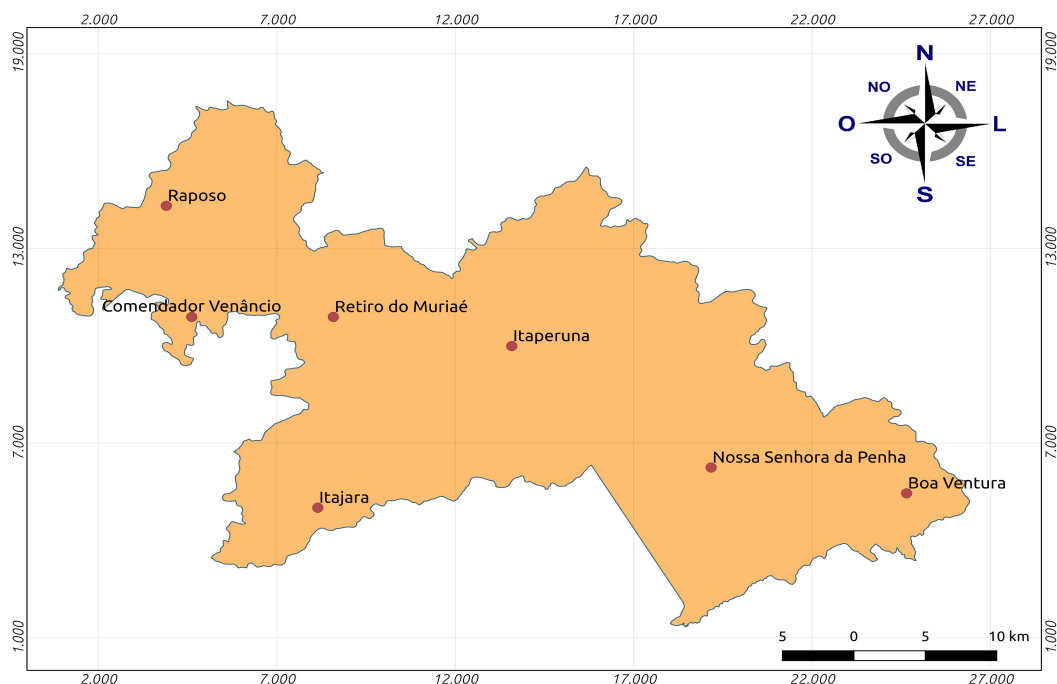 2.000 7.000 12.000 17.000 22.000 27.000
19.000 19.000
N
NO NE
O L
SO SE
S
Raposo
13.000 13.000
Comendador Venâncio Retiro do Muriaé
Itaperuna
7.000 7.000
Nossa Senhora da Penha
Boa Ventura
Itajara
1.000 1.000
5 0 5 10 km
2.000 7.000 12.000 17.000 22.000 27.000